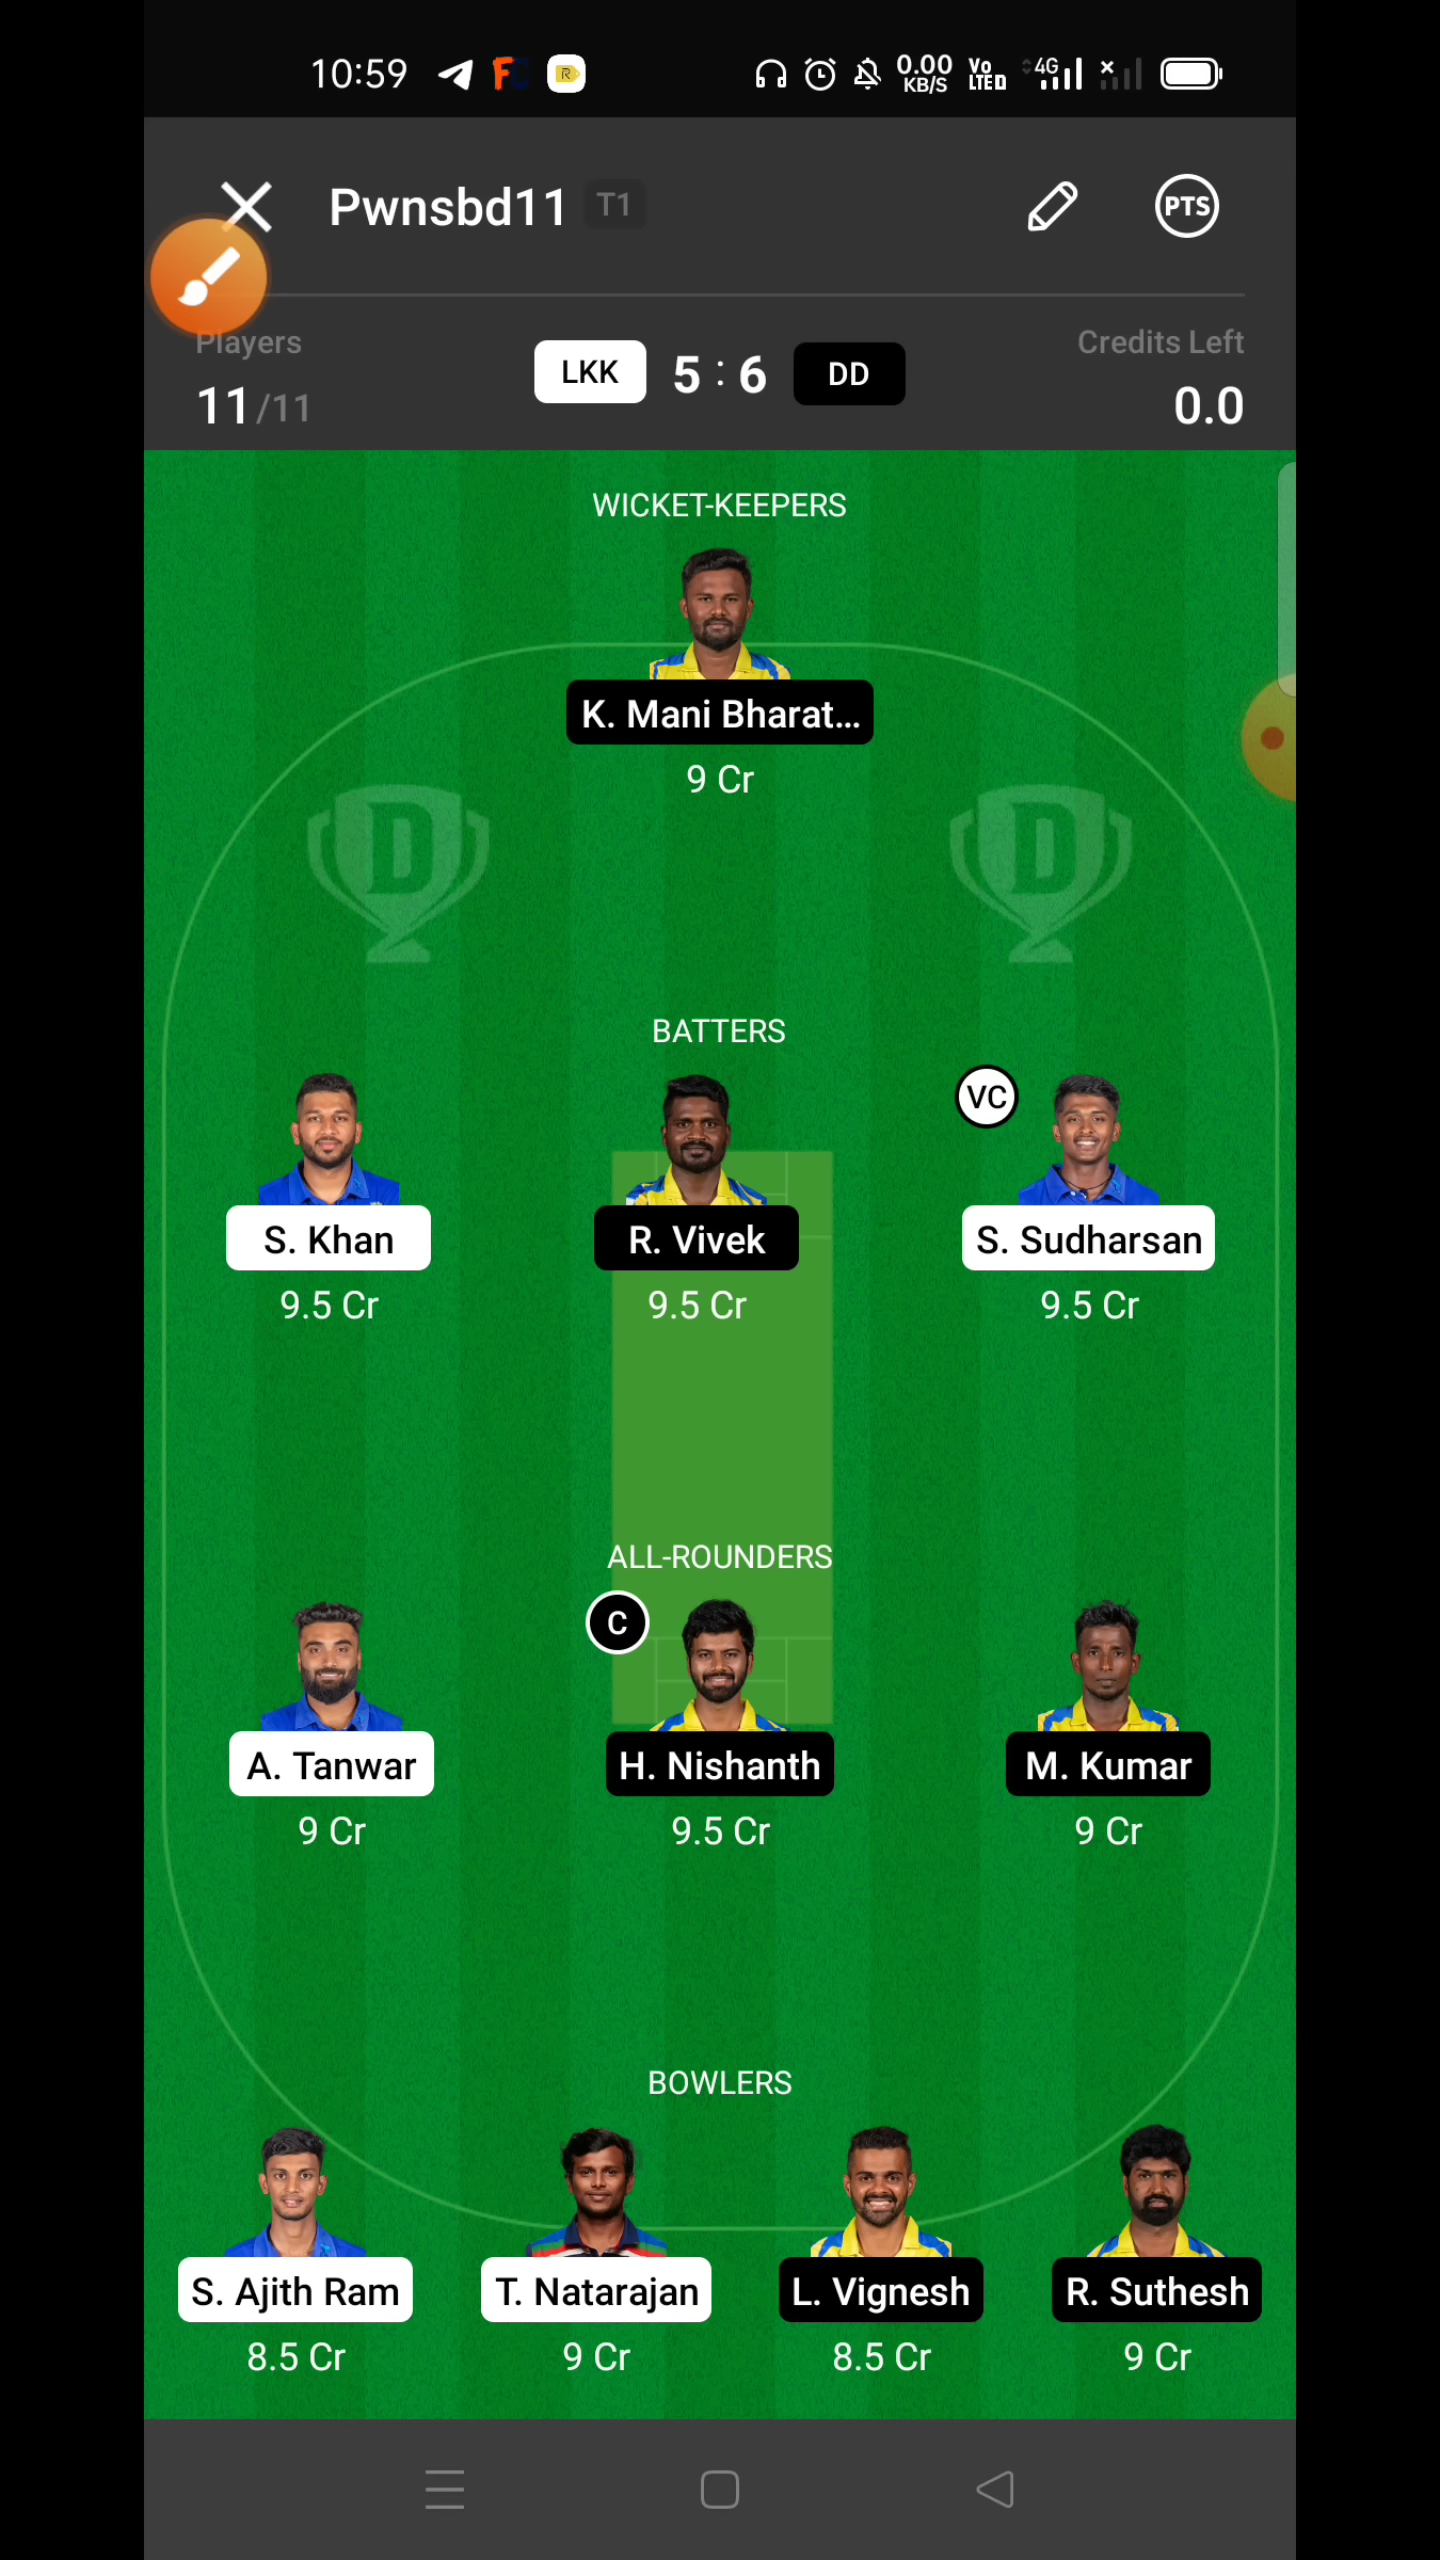 10:59
0.00
KB/S
Vo
LTE
4G
Pwnsbd11 T1
PTS
Players
11/11
LKK 5 : 6 DD
Credits Left
0.0
WICKET-KEEPERS
K. Mani Bharat...
9 Cr
D D
BATTERS
VC
S. Khan R. Vivek S. Sudharsan
9.5 Cr 9.5 Cr 9.5 Cr
ALL-ROUNDERS
C
A. Tanwar H. Nishanth M. Kumar
9 Cr 9.5 Cr 9 Cr
BOWLERS
S. Ajith Ram T. Natarajan L. Vignesh R. Suthesh
8.5 Cr 9 Cr 8.5 Cr 9 Cr